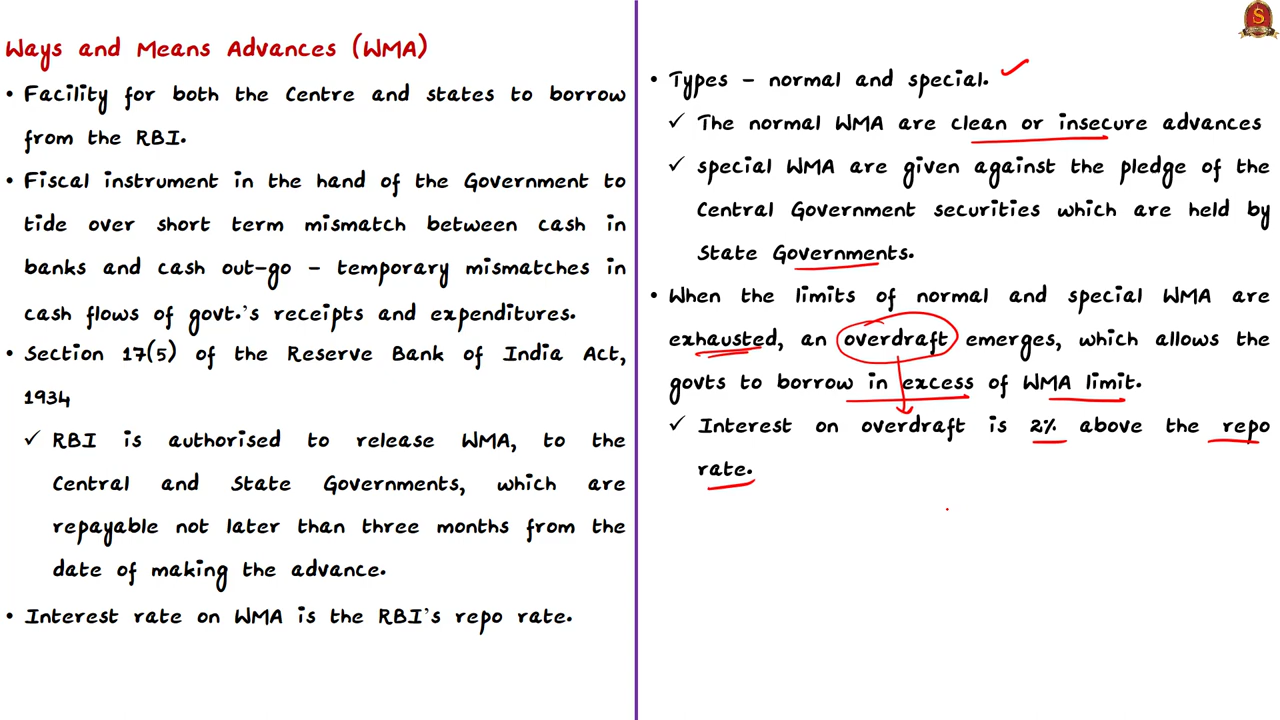 Ways and Means Advances (WMA)
• Facility for both the Centre and states to borrow
from the RBI.
• Fiscal instrument in the hand of the Government to
tide over short term mismatch between cash in
banks and cash out-go – temporary mismatches in
cash flows of govt.'s receipts and expenditures.
• Section 17(5) of the Reserve Bank of India Act,
1934
✓ RBI is authorised to release WMA, to the
Central and State Governments, which are
repayable not later than three months from the
date of making the advance.
• Interest rate on WMA is the RBI's repo rate.
• Types – normal and special.
✓ The normal WMA are clean or insecure advances
✓ special WMA are given against the pledge of the
Central Government securities which are held by
State Governments.
• When the limits of normal and special WMA are
exhausted, an overdraft emerges, which allows the
govts to borrow in excess of WMA limit.
✓ Interest on overdraft is 2% above the repo
rate.
S